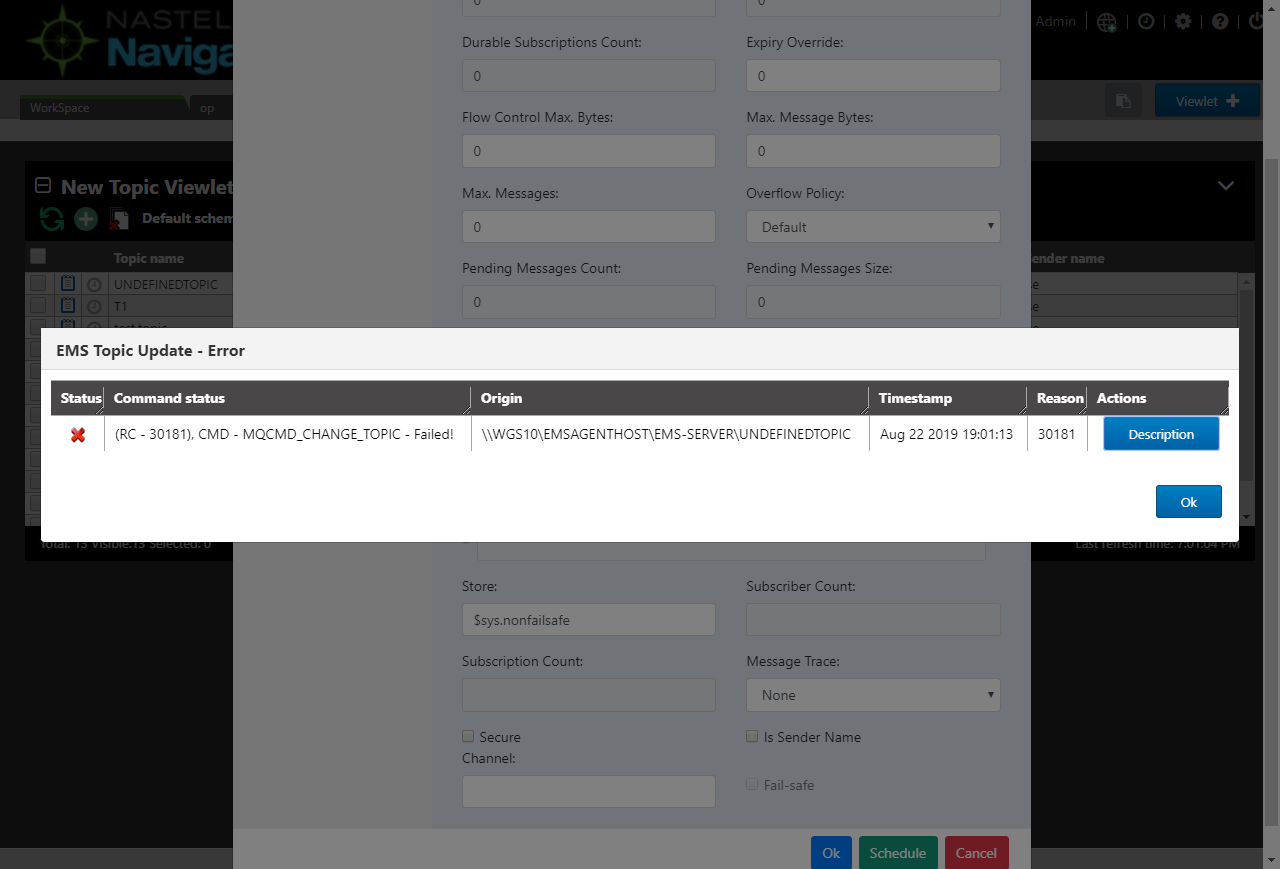 NASTEL
Naviga
Admin
WorkSpace
op
Viewlet
0
0
Durable Subscriptions Count:
Expiry Override:
0
0
Flow Control Max. Bytes:
Max. Message Bytes:
0
0
Max. Messages:
Overflow Policy:
0
Default
Pending Messages Count:
Pending Messages Size:
0
0
New Topic Viewlet
Default schem
Topic name
ender name
UNDEFINEDTOPIC
e
T1
e
test.topic
EMS Topic Update - Error
Status
Command status
Origin
Timestamp
Reason
Actions
(RC - 30181), CMD - MQCMD_CHANGE_TOPIC - Failed!
\\WGS10\EMSAGENTHOST\EMS-SERVER\UNDEFINEDTOPIC
Aug 22 2019 19:01:13
30181
Description
Ok
Total: 13 Visible:13 Selected: 0
Last refresh time: 7:01:04 PM
Store:
Subscriber Count:
$sys.nonfailsafe
Subscription Count:
Message Trace:
None
Secure
Is Sender Name
Channel:
Fail-safe
Ok
Schedule
Cancel